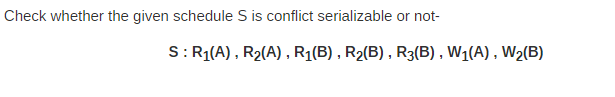 Check whether the given schedule S is conflict serializable or not-
S : R1(A) , R2(A) , R1(B) , R2(B) , R3(B) , W1(A) , W2(B)